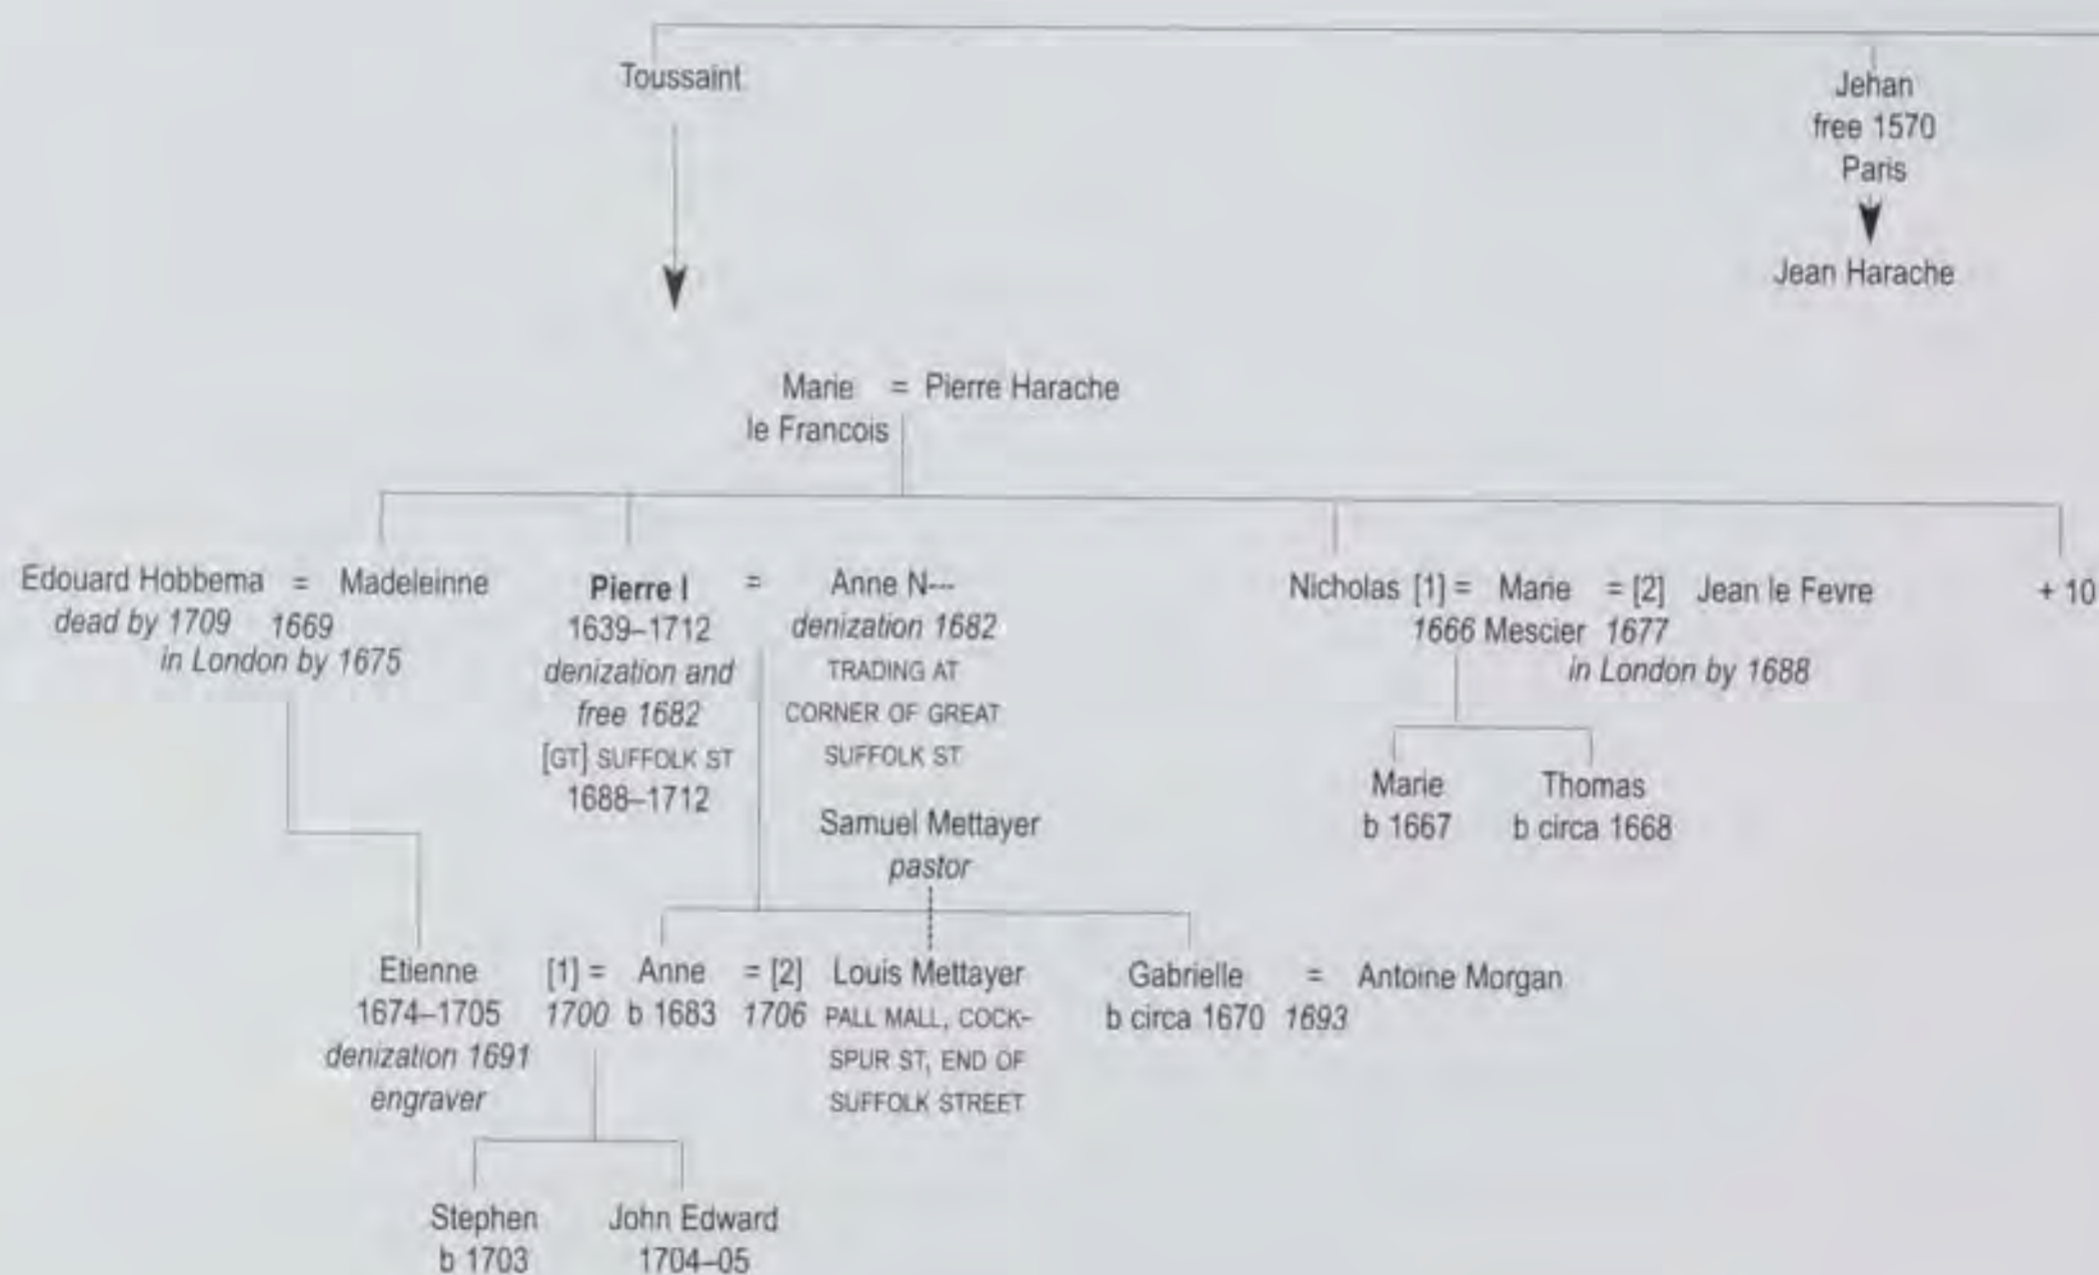 Toussaint
Jehan
free 1570
Paris
Jean Harache
Marie = Pierre Harache
le Francois
Edouard Hobbema = Madeleinne
dead by 1709 1669
in London by 1675
Pierre I = Anne N---
1639–1712
denization and
free 1682
[GT] SUFFOLK ST
1688–1712
denization 1682
TRADING AT
CORNER OF GREAT
SUFFOLK ST
Nicholas [1] = Marie = [2] Jean le Fevre
1666 Mescier 1677
in London by 1688
+ 10
Marie
b 1667
Thomas
b circa 1668
Samuel Mettayer
pastor
Etienne [1] = Anne = [2] Louis Mettayer
1674–1705 1700 b 1683 1706 PALL MALL, COCK-
denization 1691 SPUR ST, END OF
engraver SUFFOLK STREET
Gabrielle = Antoine Morgan
b circa 1670 1693
Stephen
b 1703
John Edward
1704–05